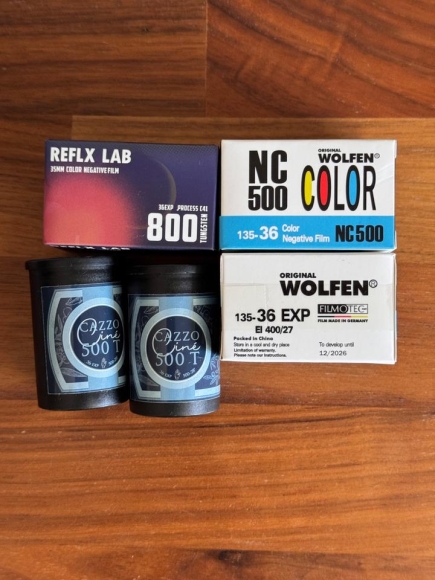 REFLX LAB
35MM COLOR NEGATIVE FILM
36EXP PROCESS C41
800
TUNGSTEN
ORIGINAL
WOLFEN®
NC
500
COLOR
135-36 Color
Negative Film NC500
ORIGINAL
WOLFEN®
135-36 EXP
FILMOTEC
FILM MADE IN GERMANY
EI 400/27
Packed in China
Store in a cool and dry place
Limitation of warranty.
Please note our instructions.
To develop until
12/2026
CAZZO
Ciné
500 T
CAZZO
Ciné
500 T